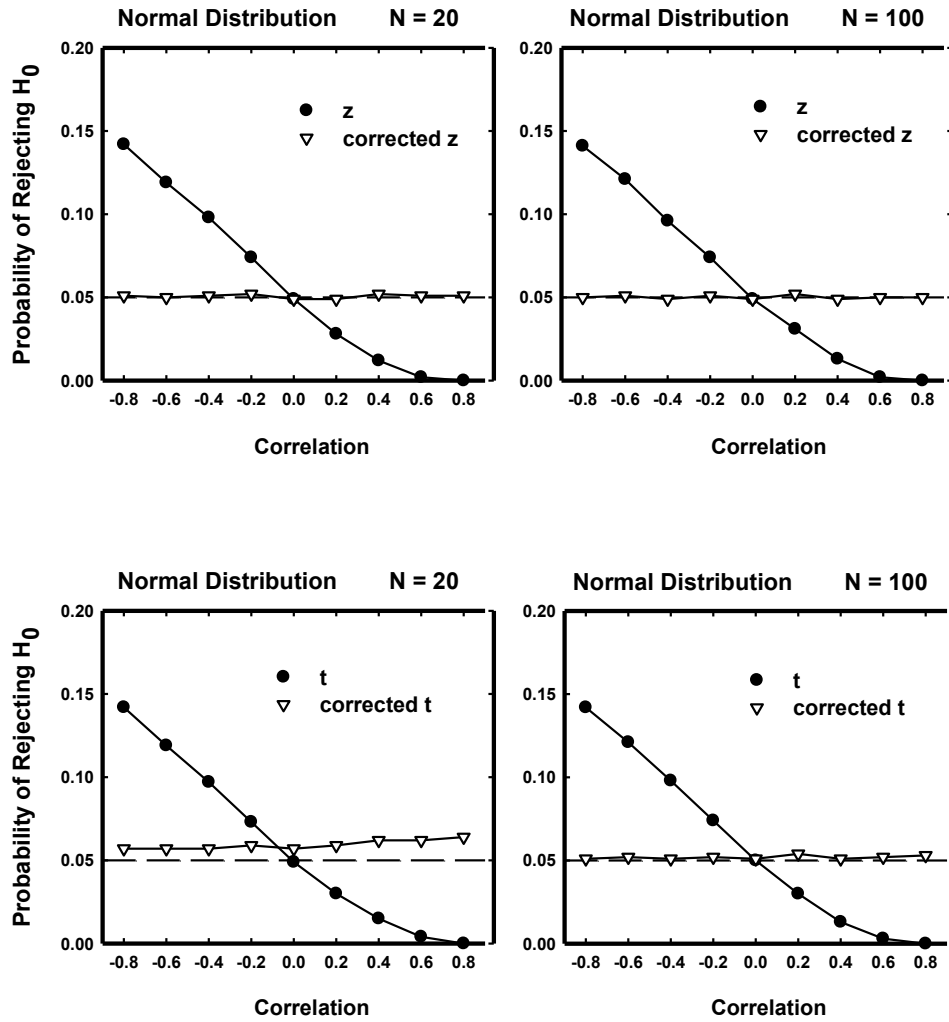 Normal Distribution N = 20
Probability of Rejecting H0
0.20
0.15
0.10
0.05
0.00
z
corrected z
-0.8 -0.6 -0.4 -0.2 0.0 0.2 0.4 0.6 0.8
Correlation
Normal Distribution N = 100
0.20
0.15
0.10
0.05
0.00
z
corrected z
-0.8 -0.6 -0.4 -0.2 0.0 0.2 0.4 0.6 0.8
Correlation
Normal Distribution N = 20
Probability of Rejecting H0
0.20
0.15
0.10
0.05
0.00
t
corrected t
-0.8 -0.6 -0.4 -0.2 0.0 0.2 0.4 0.6 0.8
Correlation
Normal Distribution N = 100
0.20
0.15
0.10
0.05
0.00
t
corrected t
-0.8 -0.6 -0.4 -0.2 0.0 0.2 0.4 0.6 0.8
Correlation